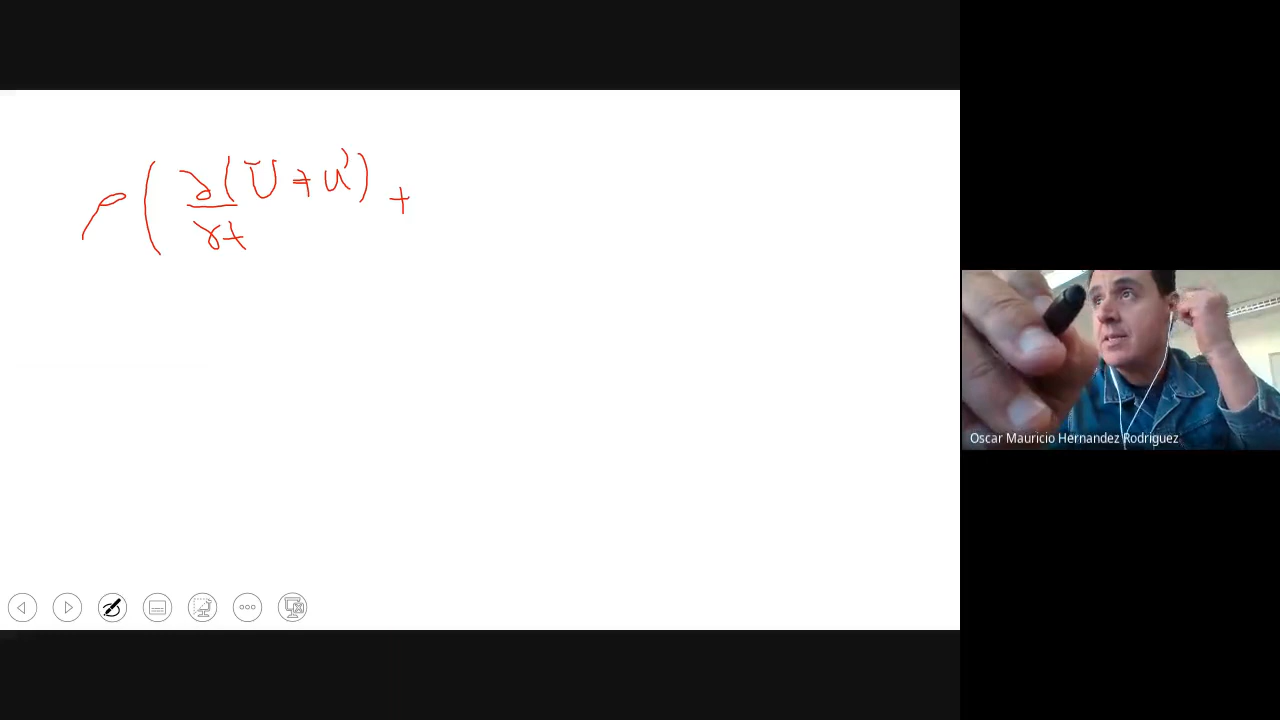 ρ ( ∂(Ū + u')/∂t +
Oscar Mauricio Hernandez Rodriguez